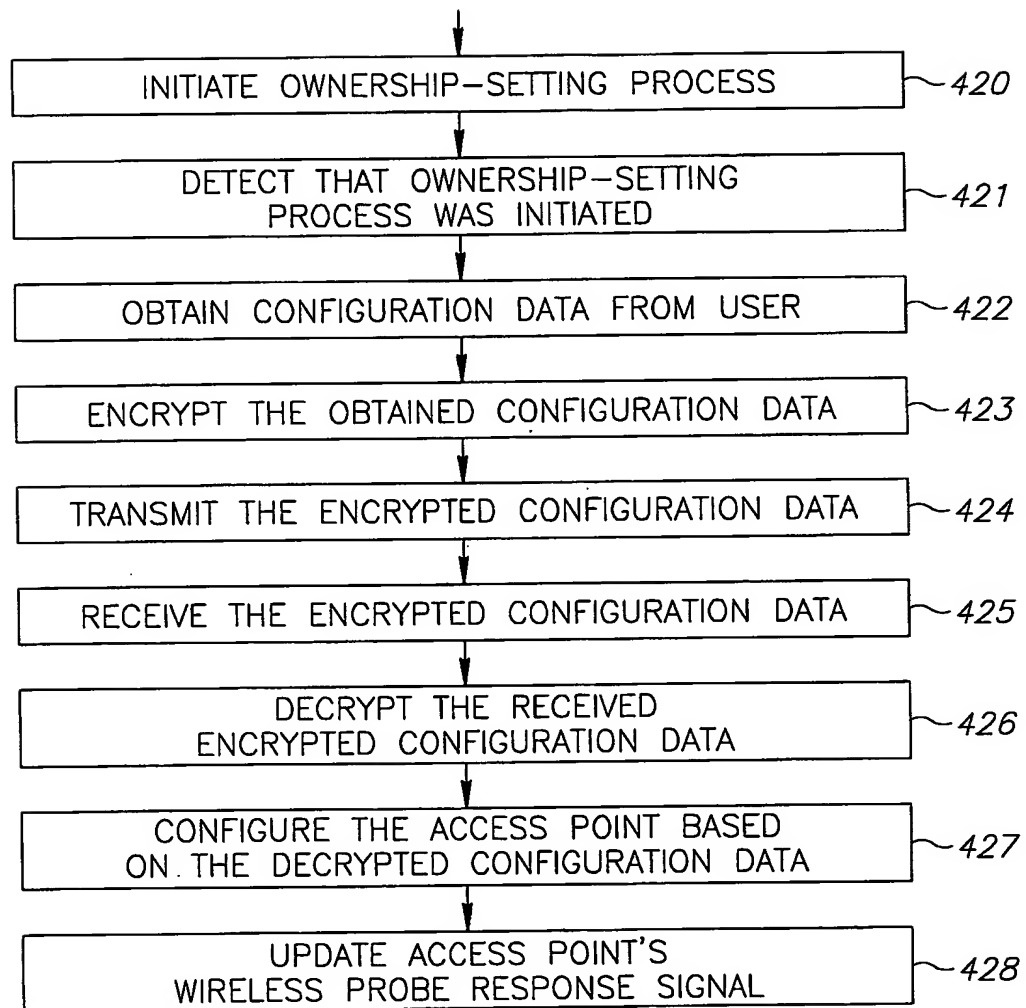 INITIATE OWNERSHIP-SETTING PROCESS 420
DETECT THAT OWNERSHIP-SETTING
PROCESS WAS INITIATED 421
OBTAIN CONFIGURATION DATA FROM USER 422
ENCRYPT THE OBTAINED CONFIGURATION DATA 423
TRANSMIT THE ENCRYPTED CONFIGURATION DATA 424
RECEIVE THE ENCRYPTED CONFIGURATION DATA 425
DECRYPT THE RECEIVED
ENCRYPTED CONFIGURATION DATA 426
CONFIGURE THE ACCESS POINT BASED
ON THE DECRYPTED CONFIGURATION DATA 427
UPDATE ACCESS POINT'S
WIRELESS PROBE RESPONSE SIGNAL 428